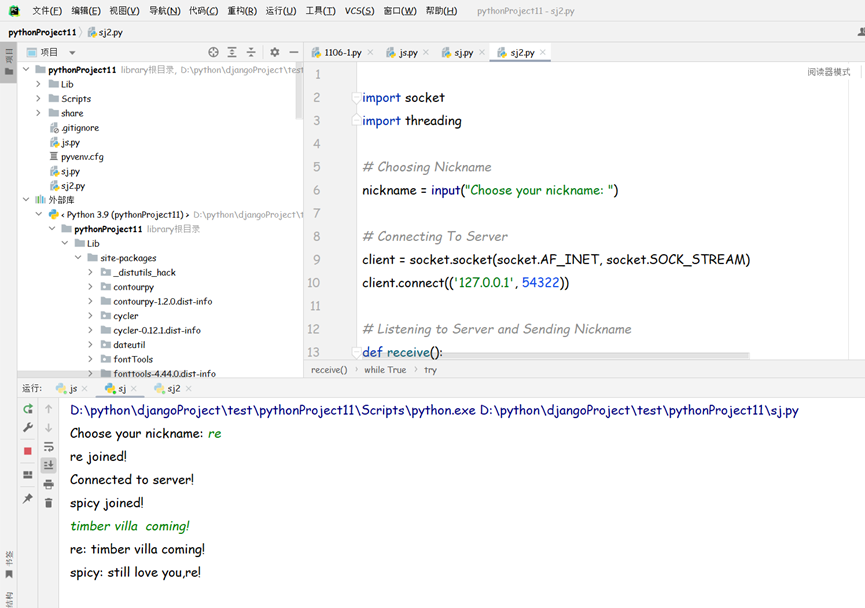 文件(F) 编辑(E) 视图(V) 导航(N) 代码(C) 重构(R) 运行(U) 工具(T) VCS(S) 窗口(W) 帮助(H) pythonProject11 - sj2.py
pythonProject11 sj2.py
项目
项目
1106-1.py js.py sj.py sj2.py
pythonProject11 library根目录, D:\python\djangoProject\test
Lib
Scripts
share
.gitignore
js.py
pyvenv.cfg
sj.py
sj2.py
外部库
< Python 3.9 (pythonProject11) > D:\python\djangoProject\t
pythonProject11 library根目录
Lib
site-packages
_distutils_hack
contourpy
contourpy-1.2.0.dist-info
cycler
cycler-0.12.1.dist-info
dateutil
fontTools
fonttools-4.44.0.dist-info
阅读器模式
1
2 import socket
3 import threading
4
5 # Choosing Nickname
6 nickname = input("Choose your nickname: ")
7
8 # Connecting To Server
9 client = socket.socket(socket.AF_INET, socket.SOCK_STREAM)
10 client.connect(('127.0.0.1', 54322))
11
12 # Listening to Server and Sending Nickname
13 def receive():
receive() while True try
运行: js sj sj2
D:\python\djangoProject\test\pythonProject11\Scripts\python.exe D:\python\djangoProject\test\pythonProject11\sj.py
Choose your nickname: re
re joined!
Connected to server!
spicy joined!
timber villa  coming!
re: timber villa coming!
spicy: still love you,re!
书签
结构